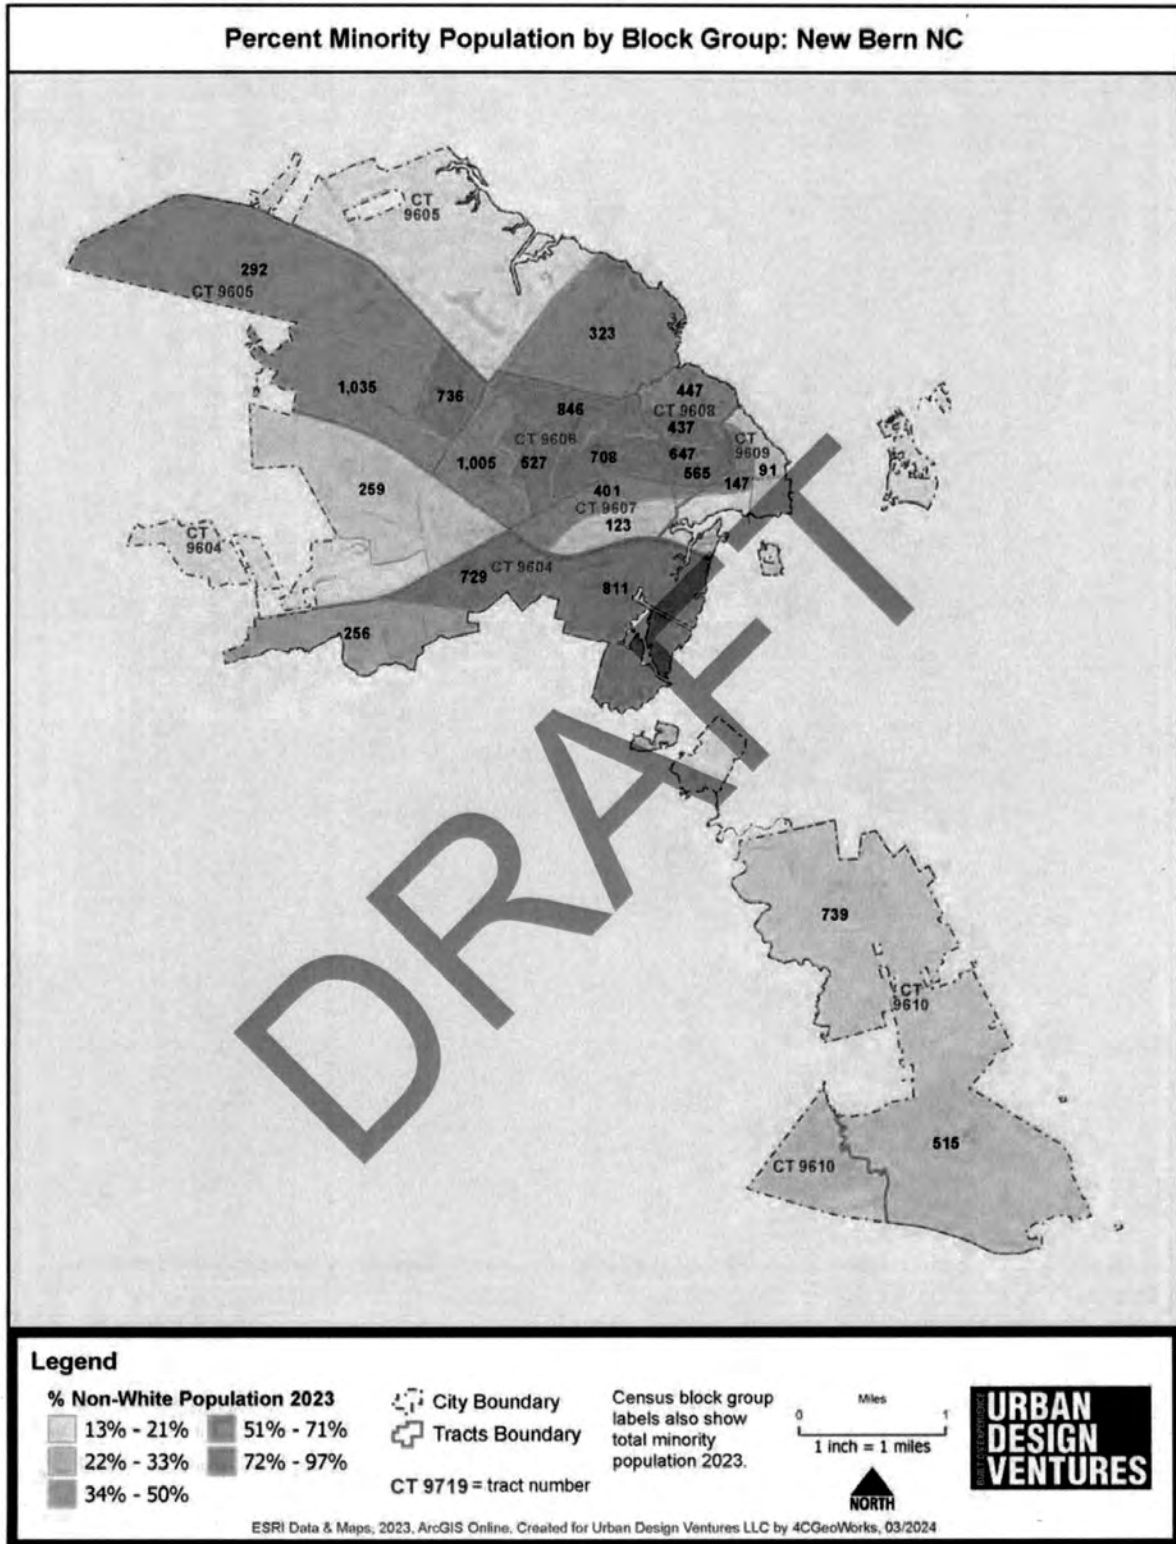 Percent Minority Population by Block Group: New Bern NC
CT
9605
292
CT 9605
323
1,035
736
447
846
CT 9608
437
CT 9606
CT
9609
1,005
527
708
647
91
565
147
259
401
CT 9607
123
CT
9604
CT 9604
729
811
256
DRAFT
739
CT
9610
515
CT 9610
Legend
% Non-White Population 2023
13% - 21%
51% - 71%
22% - 33%
72% - 97%
34% - 50%
City Boundary
Tracts Boundary
CT 9719 = tract number
Census block group
labels also show
total minority
population 2023.
Miles
0 1
1 inch = 1 miles
NORTH
URBAN
DESIGN
VENTURES
ESRI Data & Maps, 2023, ArcGIS Online. Created for Urban Design Ventures LLC by 4CGeoWorks, 03/2024